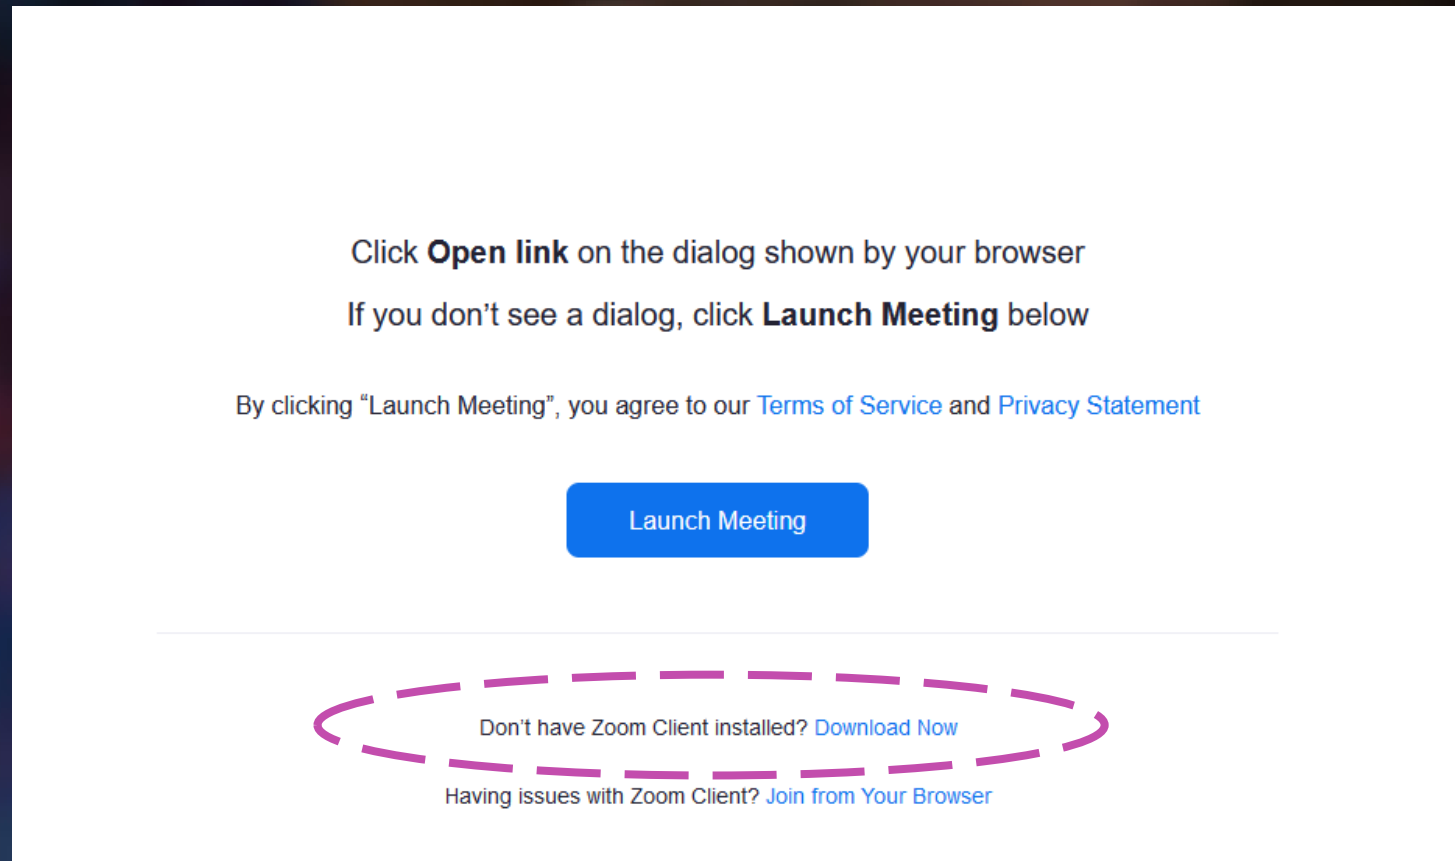 Click Open link on the dialog shown by your browser
If you don’t see a dialog, click Launch Meeting below
By clicking “Launch Meeting”, you agree to our Terms of Service and Privacy Statement
Launch Meeting
Don’t have Zoom Client installed? Download Now
Having issues with Zoom Client? Join from Your Browser